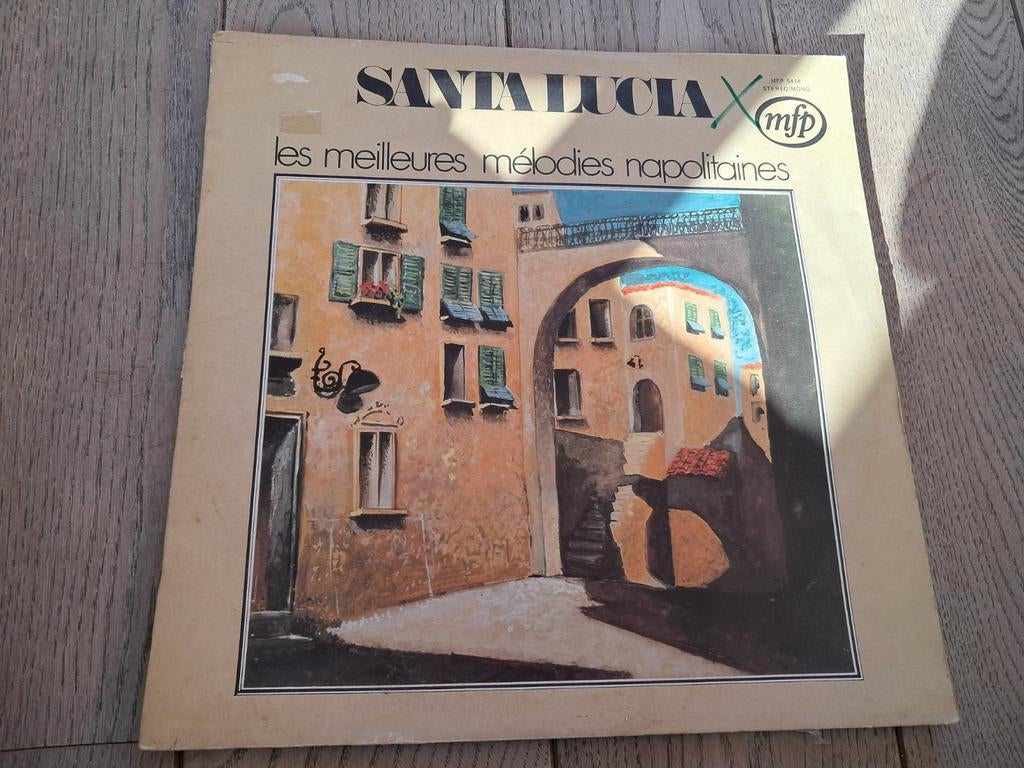 SANTA LUCIA X
MFP 5414
STEREO/MONO
mfp
les meilleures mélodies napolitaines